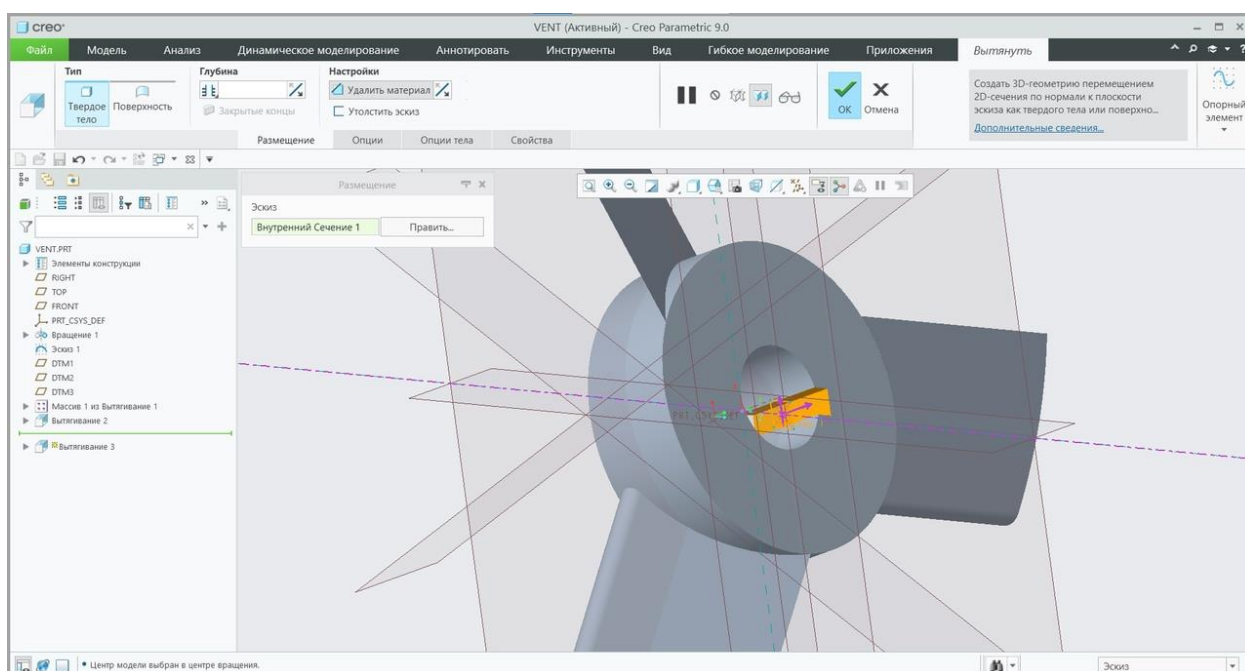 creo®
VENT (Активный) - Creo Parametric 9.0
Файл Модель Анализ Динамическое моделирование Аннотировать Инструменты Вид Гибкое моделирование Приложения Вытянуть
Тип Глубина Настройки
Твердое тело Поверхность Закрытые концы Удалить материал Утолстить эскиз
OK Отмена
Создать 3D-геометрию перемещением
2D-сечения по нормали к плоскости
эскиза как твердого тела или поверхно...
Дополнительные сведения...
Опорный
элемент
Размещение Опции Опции тела Свойства
Размещение
Эскиз
Внутренний Сечение 1 Править...
VENT.PRT
Элементы конструкции
RIGHT
TOP
FRONT
PRT_CSYS_DEF
Вращение 1
Эскиз 1
DTM1
DTM2
DTM3
Массив 1 из Вытягивание 1
Вытягивание 2
Вытягивание 3
• Центр модели выбран в центре вращения.
Эскиз